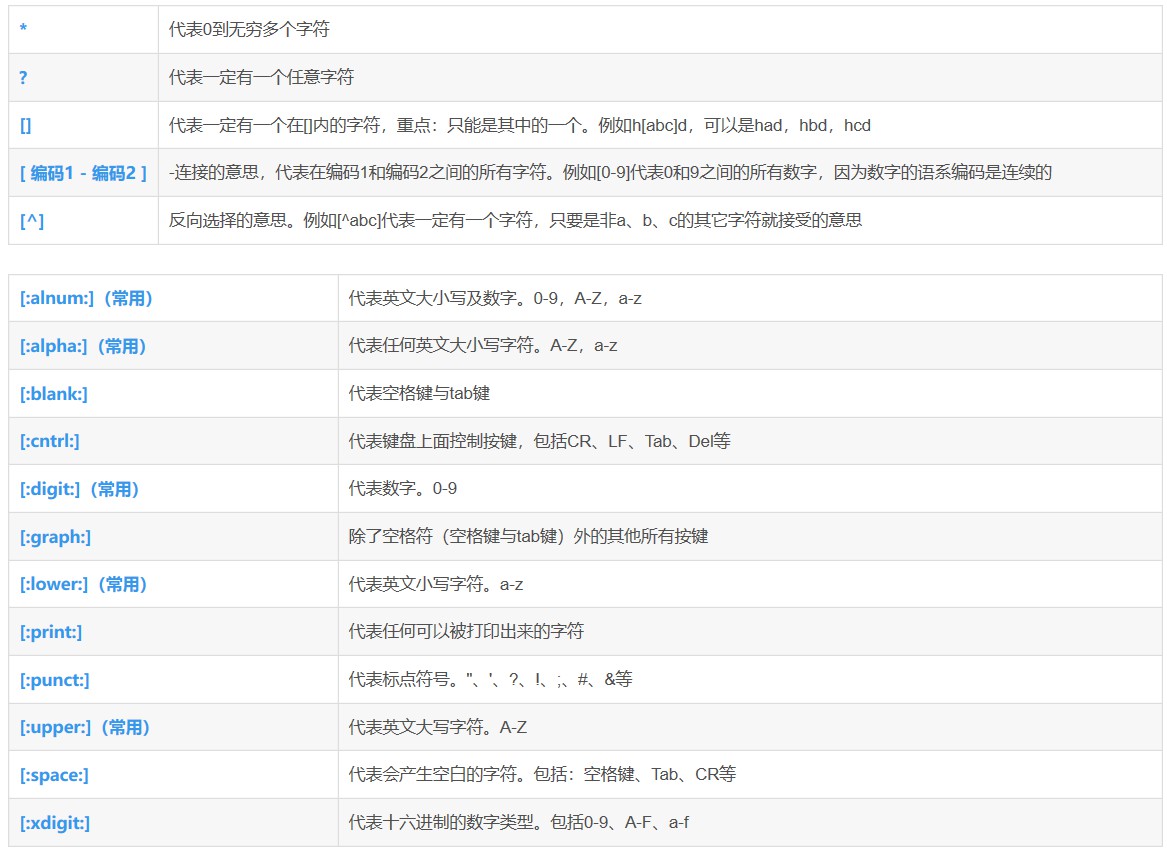 * 代表0到无穷多个字符
? 代表一定有一个任意字符
[] 代表一定有一个在[]内的字符，重点：只能是其中的一个。例如h[abc]d，可以是had，hbd，hcd
[ 编码1 - 编码2 ] -连接的意思，代表在编码1和编码2之间的所有字符。例如[0-9]代表0和9之间的所有数字，因为数字的语系编码是连续的
[^] 反向选择的意思。例如[^abc]代表一定有一个字符，只要是非a、b、c的其它字符就接受的意思
[:alnum:]（常用） 代表英文大小写及数字。0-9，A-Z，a-z
[:alpha:]（常用） 代表任何英文大小写字符。A-Z，a-z
[:blank:] 代表空格键与tab键
[:cntrl:] 代表键盘上面控制按键，包括CR、LF、Tab、Del等
[:digit:]（常用） 代表数字。0-9
[:graph:] 除了空格符（空格键与tab键）外的其他所有按键
[:lower:]（常用） 代表英文小写字符。a-z
[:print:] 代表任何可以被打印出来的字符
[:punct:] 代表标点符号。"、'、?、!、;、#、&等
[:upper:]（常用） 代表英文大写字符。A-Z
[:space:] 代表会产生空白的字符。包括：空格键、Tab、CR等
[:xdigit:] 代表十六进制的数字类型。包括0-9、A-F、a-f